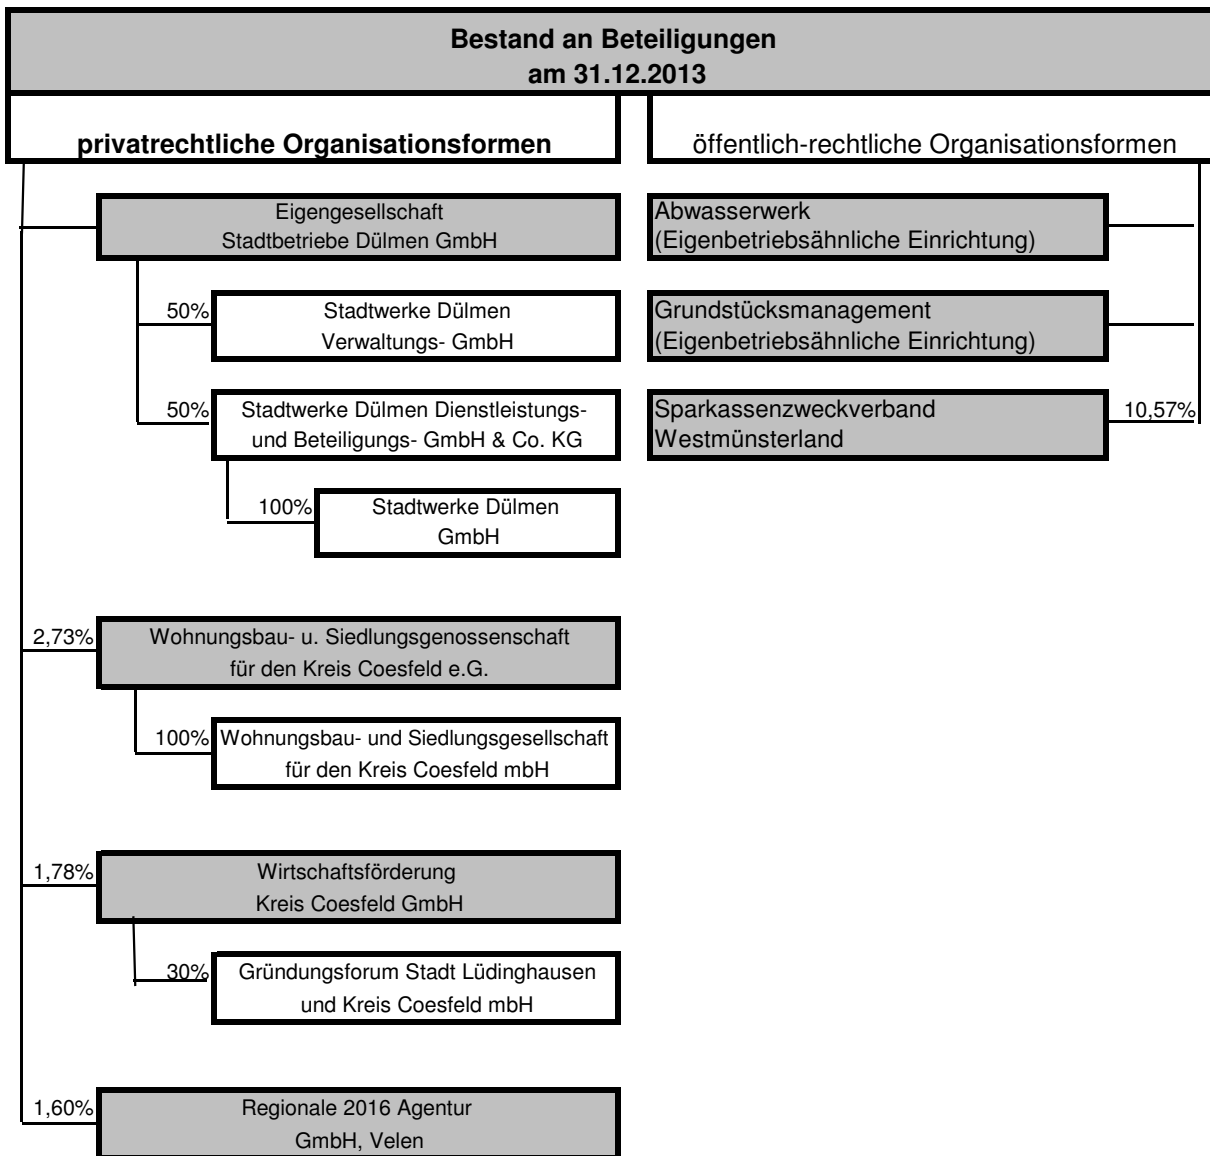 Bestand an Beteiligungen
am 31.12.2013
privatrechtliche Organisationsformen
öffentlich-rechtliche Organisationsformen
Eigengesellschaft
Stadtbetriebe Dülmen GmbH
50%
Stadtwerke Dülmen
Verwaltungs- GmbH
50%
Stadtwerke Dülmen Dienstleistungs-
und Beteiligungs- GmbH & Co. KG
100%
Stadtwerke Dülmen
GmbH
2,73%
Wohnungsbau- u. Siedlungsgenossenschaft
für den Kreis Coesfeld e.G.
100%
Wohnungsbau- und Siedlungsgesellschaft
für den Kreis Coesfeld mbH
1,78%
Wirtschaftsförderung
Kreis Coesfeld GmbH
30%
Gründungsforum Stadt Lüdinghausen
und Kreis Coesfeld mbH
1,60%
Regionale 2016 Agentur
GmbH, Velen
Abwasserwerk
(Eigenbetriebsähnliche Einrichtung)
Grundstücksmanagement
(Eigenbetriebsähnliche Einrichtung)
Sparkassenzweckverband
Westmünsterland
10,57%